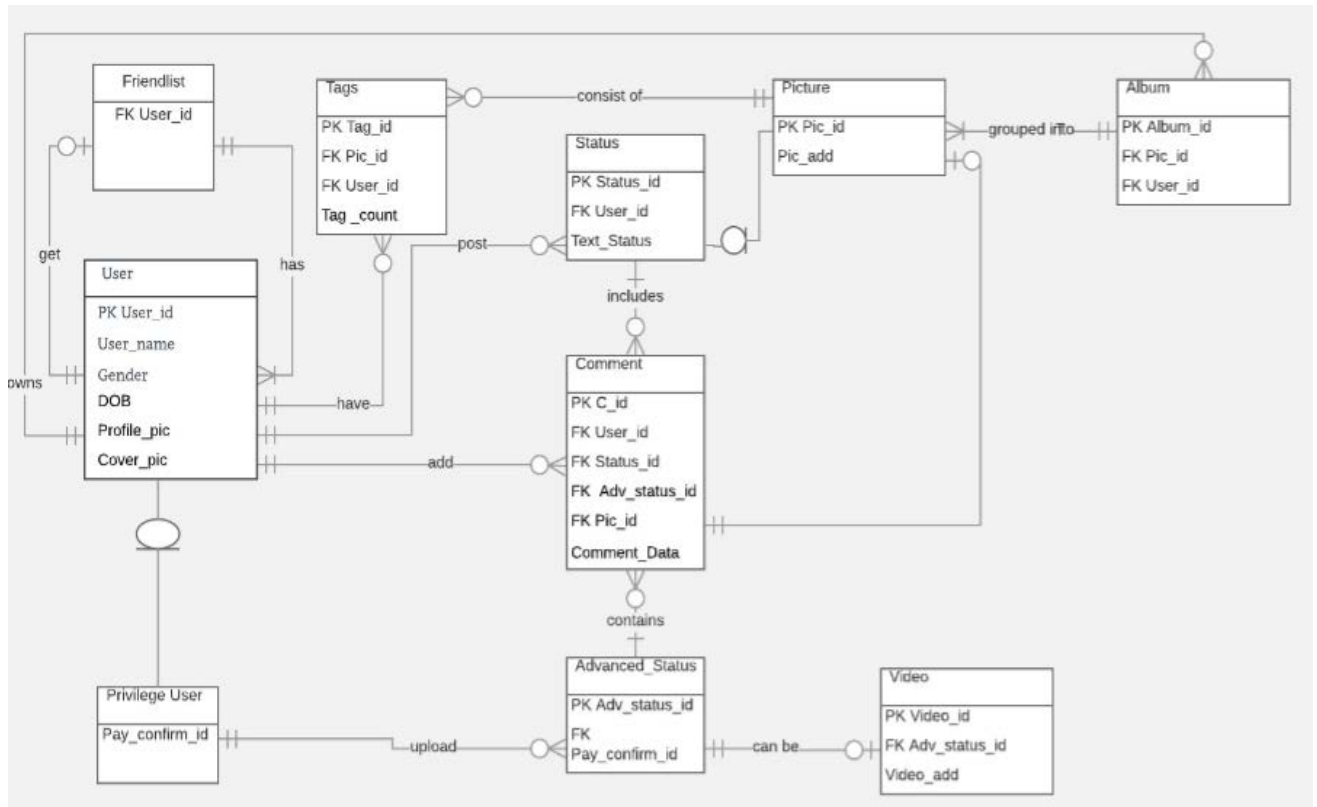 Friendlist
FK User_id
Tags
PK Tag_id
FK Pic_id
FK User_id
Tag _count
consist of
Picture
PK Pic_id
Pic_add
grouped into
Album
PK Album_id
FK Pic_id
FK User_id
Status
PK Status_id
FK User_id
Text_Status
get
has
post
includes
User
PK User_id
User_name
Gender
DOB
Profile_pic
Cover_pic
owns
have
add
Comment
PK C_id
FK User_id
FK Status_id
FK Adv_status_id
FK Pic_id
Comment_Data
contains
Privilege User
Pay_confirm_id
upload
Advanced_Status
PK Adv_status_id
FK
Pay_confirm_id
can be
Video
PK Video_id
FK Adv_status_id
Video_add